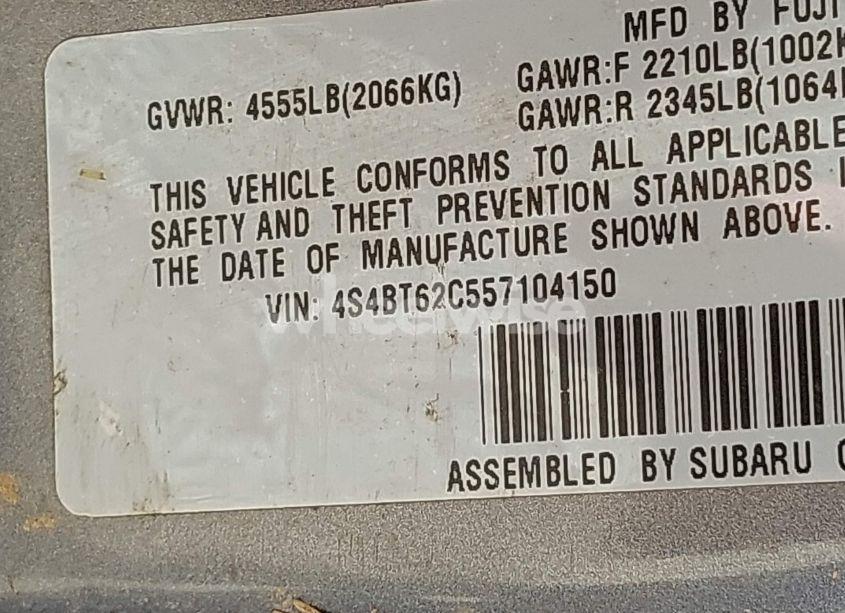 MFD BY FUJI
GVWR: 4555LB(2066KG)
GAWR:F 2210LB(1002K
GAWR:R 2345LB(1064
THIS VEHICLE CONFORMS TO ALL APPLICABLE
SAFETY AND THEFT PREVENTION STANDARDS
THE DATE OF MANUFACTURE SHOWN ABOVE.
VIN: 4S4BT62C557104150
wheelwise
ASSEMBLED BY SUBARU